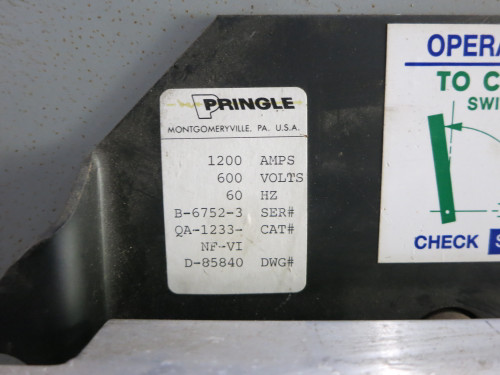 PRINGLE
MONTGOMERYVILLE, PA. U.S.A.
1200 AMPS
600 VOLTS
60 HZ
B-6752-3 SER#
QA-1233- CAT#
NF-VI
D-85840 DWG#
OPERA
TO C
SWI
CHECK S